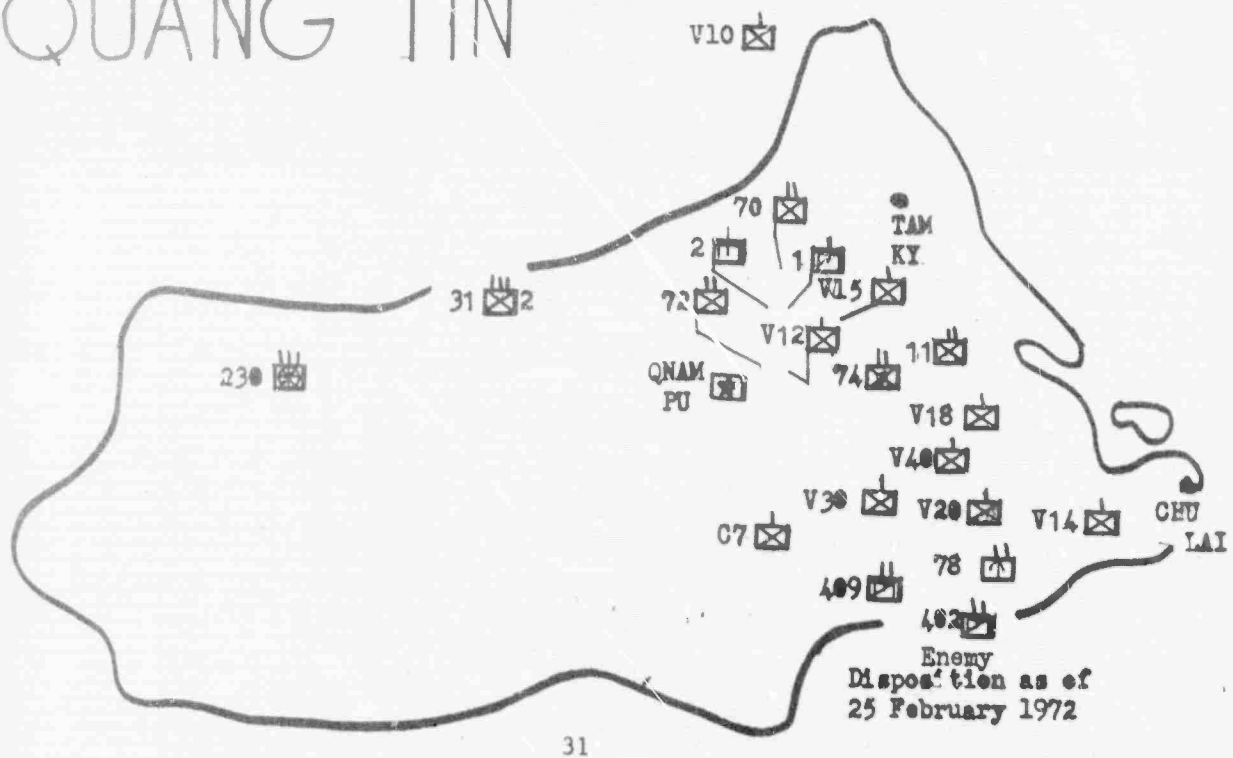 QUANG TIN
V10
70
TAM
KY
2
1
31 2
72
V15
V12
11
230
QNAM
PU
74
V18
V40
V30
V20
V14
CHU
LAI
C7
78
409
402
Enemy
Disposition as of
25 February 1972
31